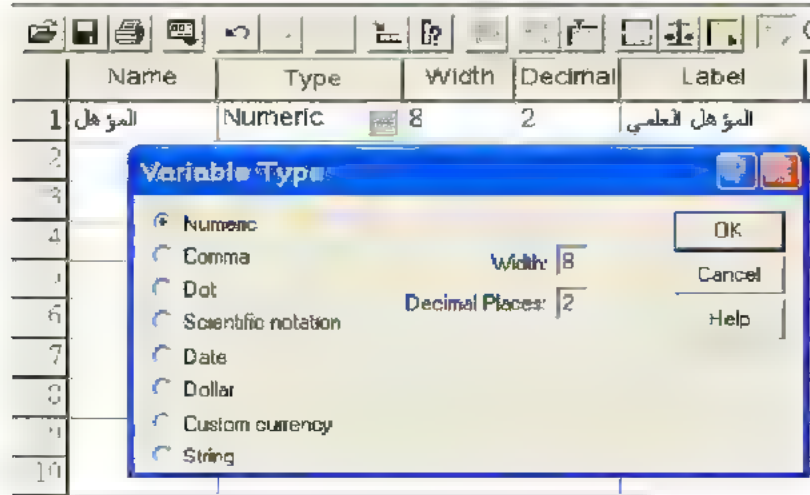 Name Type Width Decimal Label
1 المؤهل Numeric 8 2 المؤهل العلمي
2
Variable Type
3
4
Numeric OK
Comma Width: 8
Cancel
Dot Decimal Places: 2
6
Scientific notation Help
7
Date
8
Dollar
Custom currency
String
10